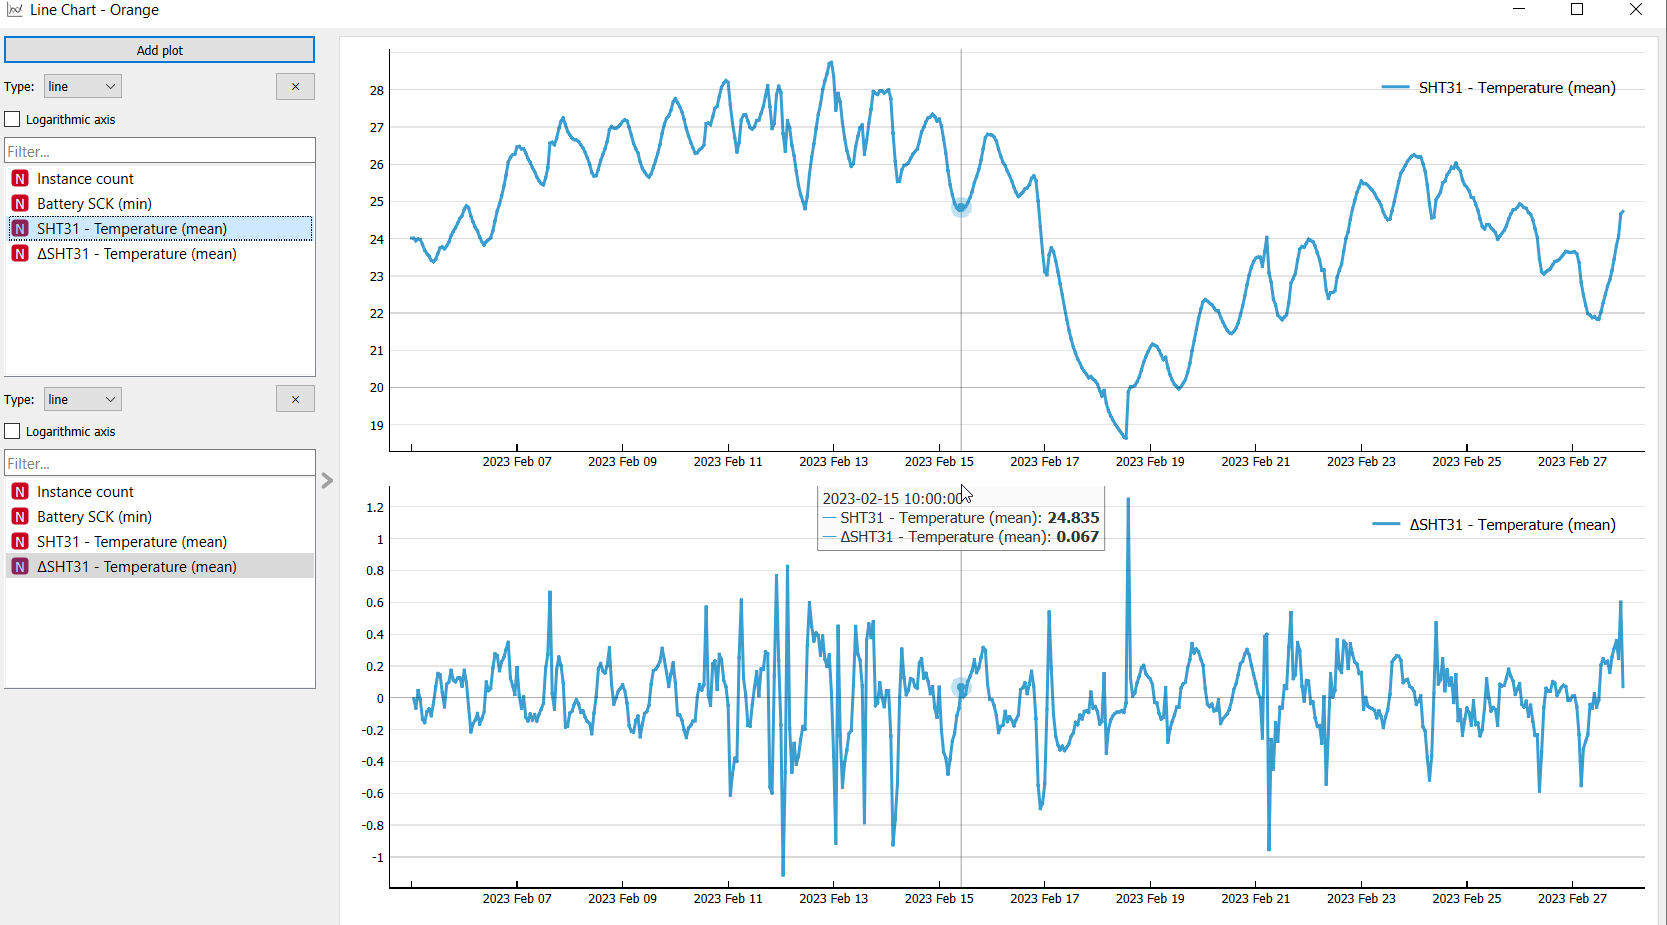 Line Chart - Orange
Add plot
Type: line ×
Logarithmic axis
Filter...
N Instance count
N Battery SCK (min)
N SHT31 - Temperature (mean)
N ΔSHT31 - Temperature (mean)
Type: line ×
Logarithmic axis
Filter...
N Instance count
N Battery SCK (min)
N SHT31 - Temperature (mean)
N ΔSHT31 - Temperature (mean)
SHT31 - Temperature (mean)
28
27
26
25
24
23
22
21
20
19
2023 Feb 07 2023 Feb 09 2023 Feb 11 2023 Feb 13 2023 Feb 15 2023 Feb 17 2023 Feb 19 2023 Feb 21 2023 Feb 23 2023 Feb 25 2023 Feb 27
2023-02-15 10:00:00
SHT31 - Temperature (mean): 24.835
ΔSHT31 - Temperature (mean): 0.067
ΔSHT31 - Temperature (mean)
1.2
1
0.8
0.6
0.4
0.2
0
-0.2
-0.4
-0.6
-0.8
-1
2023 Feb 07 2023 Feb 09 2023 Feb 11 2023 Feb 13 2023 Feb 15 2023 Feb 17 2023 Feb 19 2023 Feb 21 2023 Feb 23 2023 Feb 25 2023 Feb 27